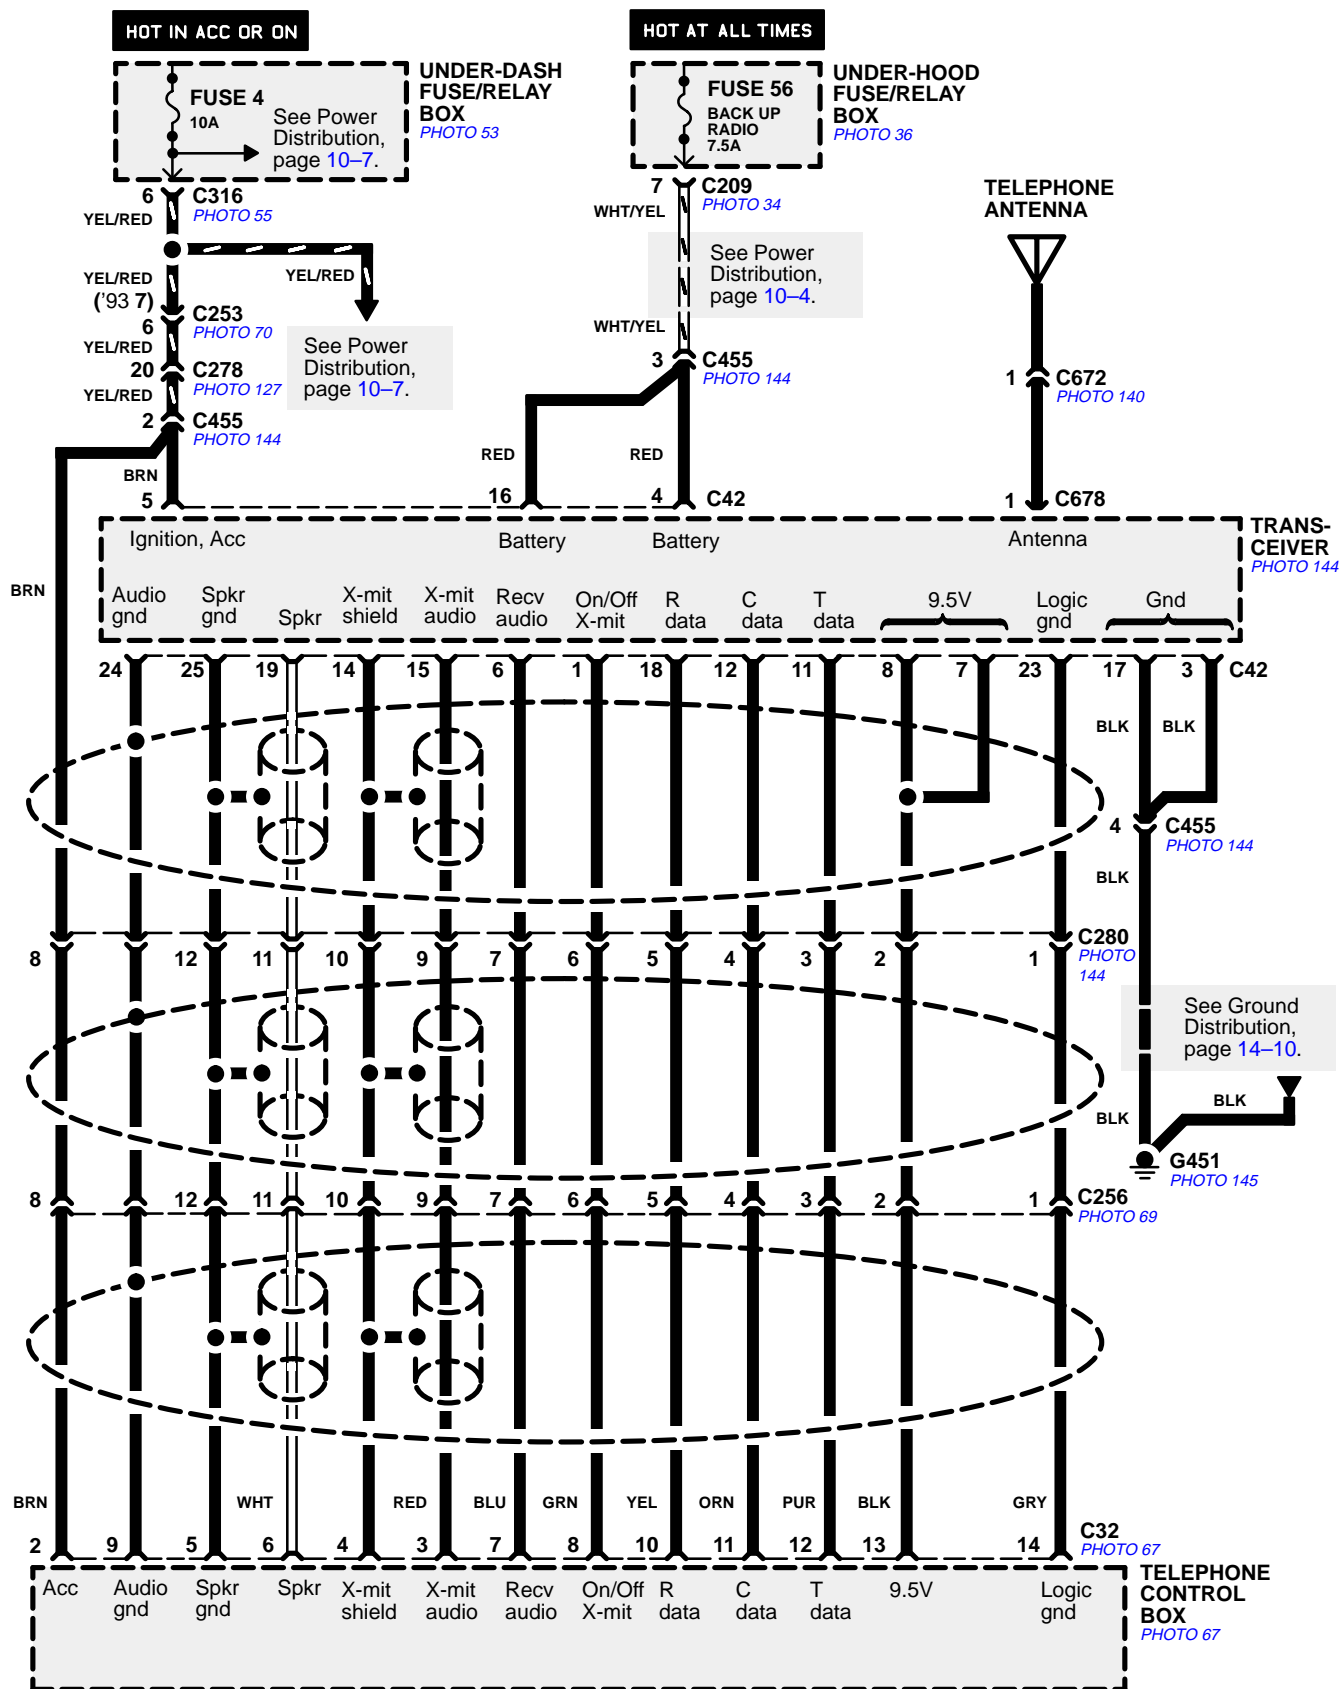 HOT IN ACC OR ON
HOT AT ALL TIMES
FUSE 4
10A
See Power
Distribution,
page 10–7.
UNDER-DASH
FUSE/RELAY
BOX
PHOTO 53
FUSE 56
BACK UP
RADIO
7.5A
UNDER-HOOD
FUSE/RELAY
BOX
PHOTO 36
6 C316
PHOTO 55
YEL/RED
YEL/RED
YEL/RED
('93 7)
C253
PHOTO 70
6
YEL/RED
20 C278
PHOTO 127
YEL/RED
2 C455
PHOTO 144
See Power
Distribution,
page 10–7.
7 C209
PHOTO 34
WHT/YEL
See Power
Distribution,
page 10–4.
WHT/YEL
3 C455
PHOTO 144
TELEPHONE
ANTENNA
1 C672
PHOTO 140
BRN
RED
RED
5 16 4 C42
1 C678
TRANS-
CEIVER
PHOTO 144
Ignition, Acc Battery Battery Antenna
BRN
Audio
gnd
Spkr
gnd
Spkr
X-mit
shield
X-mit
audio
Recv
audio
On/Off
X-mit
R
data
C
data
T
data
9.5V
Logic
gnd
Gnd
24 25 19 14 15 6 1 18 12 11 8 7 23 17 3 C42
BLK BLK
4 C455
PHOTO 144
BLK
C280
PHOTO
144
8 12 11 10 9 7 6 5 4 3 2 1
See Ground
Distribution,
page 14–10.
BLK
BLK
G451
PHOTO 145
8 12 11 10 9 7 6 5 4 3 2 1 C256
PHOTO 69
BRN WHT RED BLU GRN YEL ORN PUR BLK GRY
2 9 5 6 4 3 7 8 10 11 12 13 14 C32
PHOTO 67
Acc
Audio
gnd
Spkr
gnd
Spkr
X-mit
shield
X-mit
audio
Recv
audio
On/Off
X-mit
R
data
C
data
T
data
9.5V
Logic
gnd
TELEPHONE
CONTROL
BOX
PHOTO 67